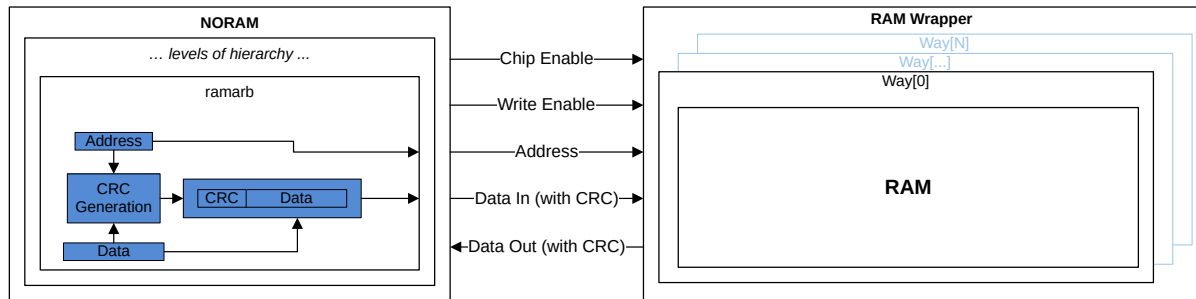 NORAM
… levels of hierarchy ...
ramarb
Address
CRC
Generation
CRC
Data
Data
Chip Enable
Write Enable
Address
Data In (with CRC)
Data Out (with CRC)
RAM Wrapper
Way[N]
Way[...]
Way[0]
RAM